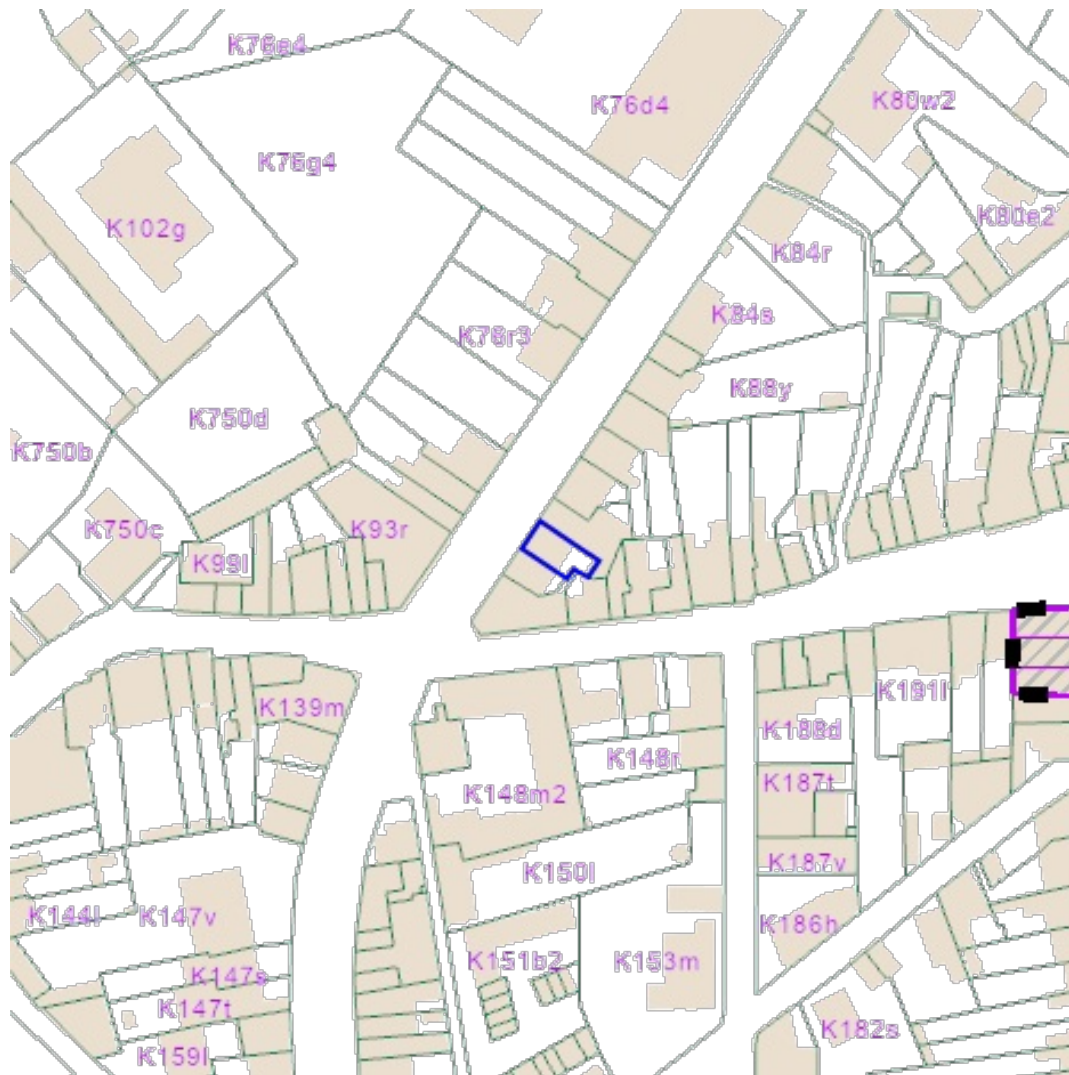 K76e4
K76d4
K80w2
K76g4
K102g
K80e2
K84r
K84s
K76r3
K88y
K750d
K750b
K750c
K93r
K99l
K139m
K191l
K188d
K148r
K187t
K148m2
K187v
K150l
K144l
K147v
K186h
K151b2
K153m
K147s
K147t
K182s
K159l